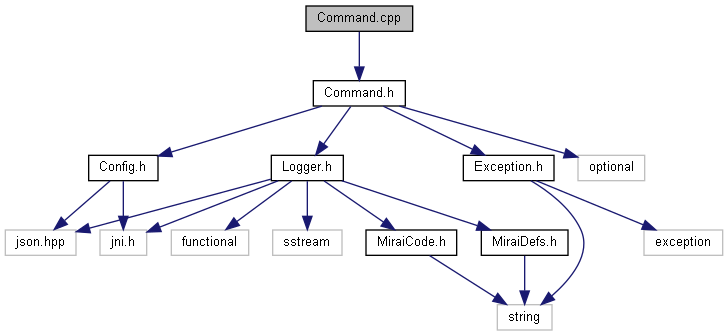 Command.cpp
Command.h
Config.h
Logger.h
Exception.h
optional
json.hpp
jni.h
functional
sstream
MiraiCode.h
MiraiDefs.h
exception
string